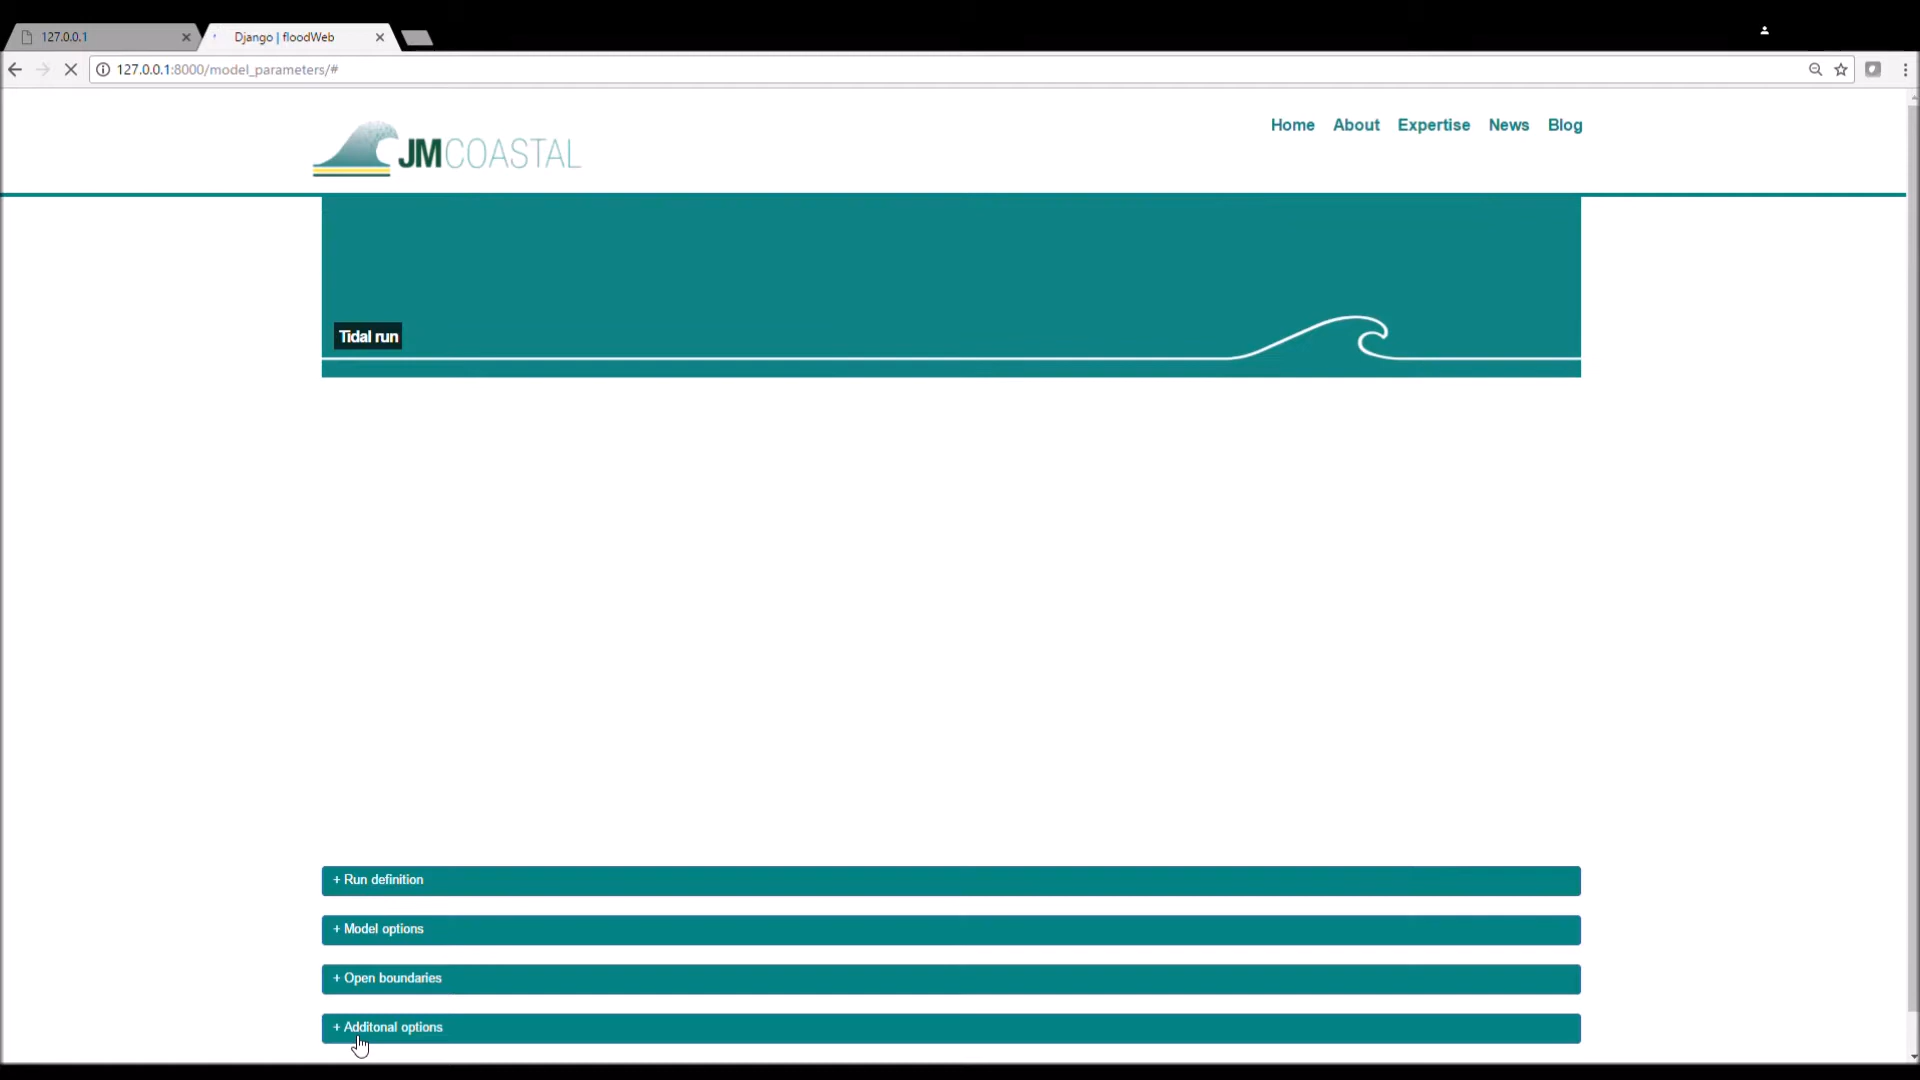 127.0.0.1
Django | floodWeb
127.0.0.1:8000/model_parameters/#
JMCOASTAL
Home About Expertise News Blog
Tidal run
+ Run definition
+ Model options
+ Open boundaries
+ Additonal options